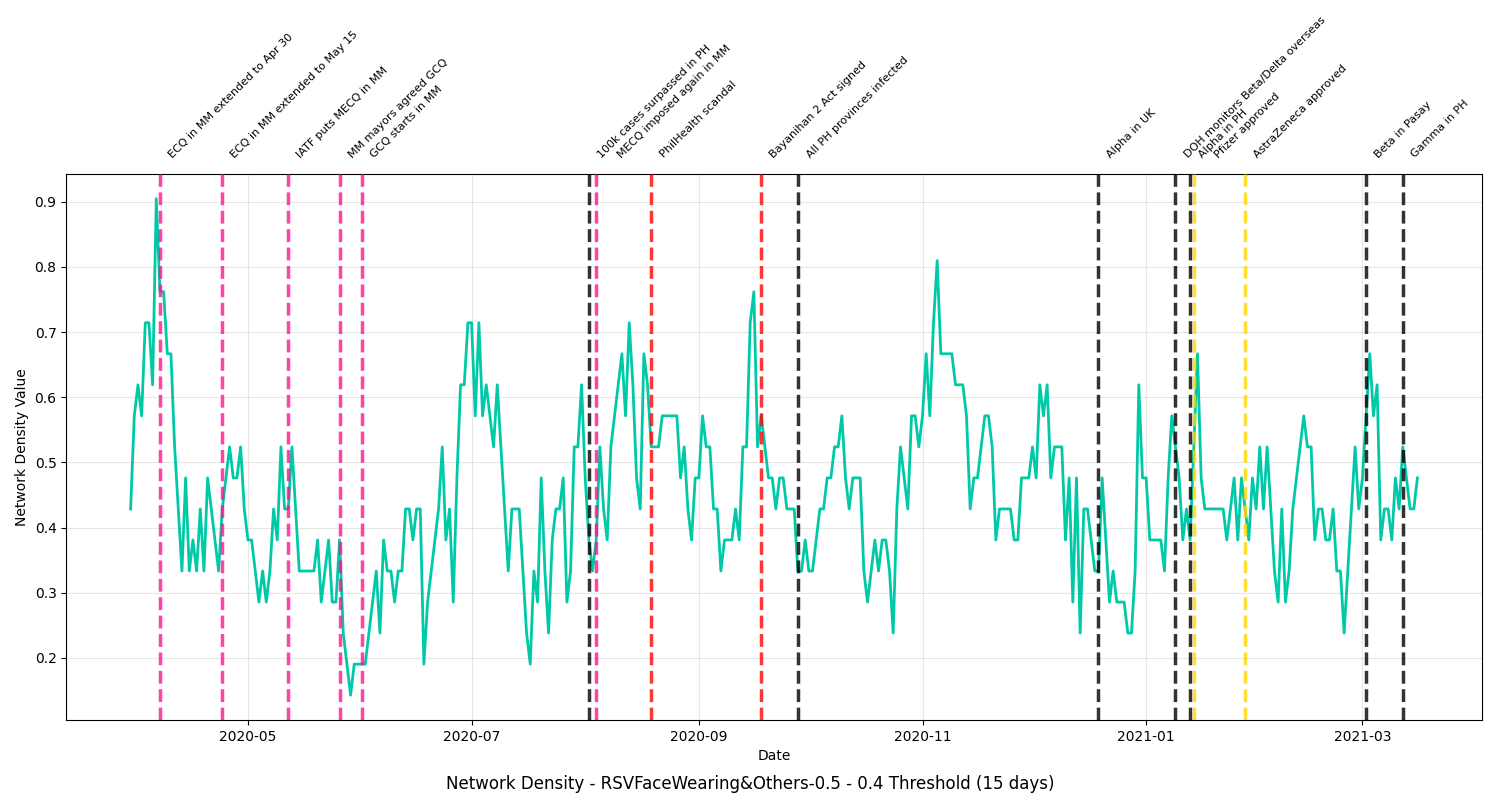 ECQ in MM extended to Apr 30
ECQ in MM extended to May 15
IATF puts MECQ in MM
MM mayors agreed GCQ
GCQ starts in MM
100k cases surpassed in PH
MECQ imposed again in MM
PhilHealth scandal
Bayanihan 2 Act signed
All PH provinces infected
Alpha in UK
DOH monitors Beta/Delta overseas
Alpha in PH
Pfizer approved
AstraZeneca approved
Beta in Pasay
Gamma in PH
Network Density Value
0.9
0.8
0.7
0.6
0.5
0.4
0.3
0.2
2020-05
2020-07
2020-09
2020-11
2021-01
2021-03
Date
Network Density - RSVFaceWearing&Others-0.5 - 0.4 Threshold (15 days)